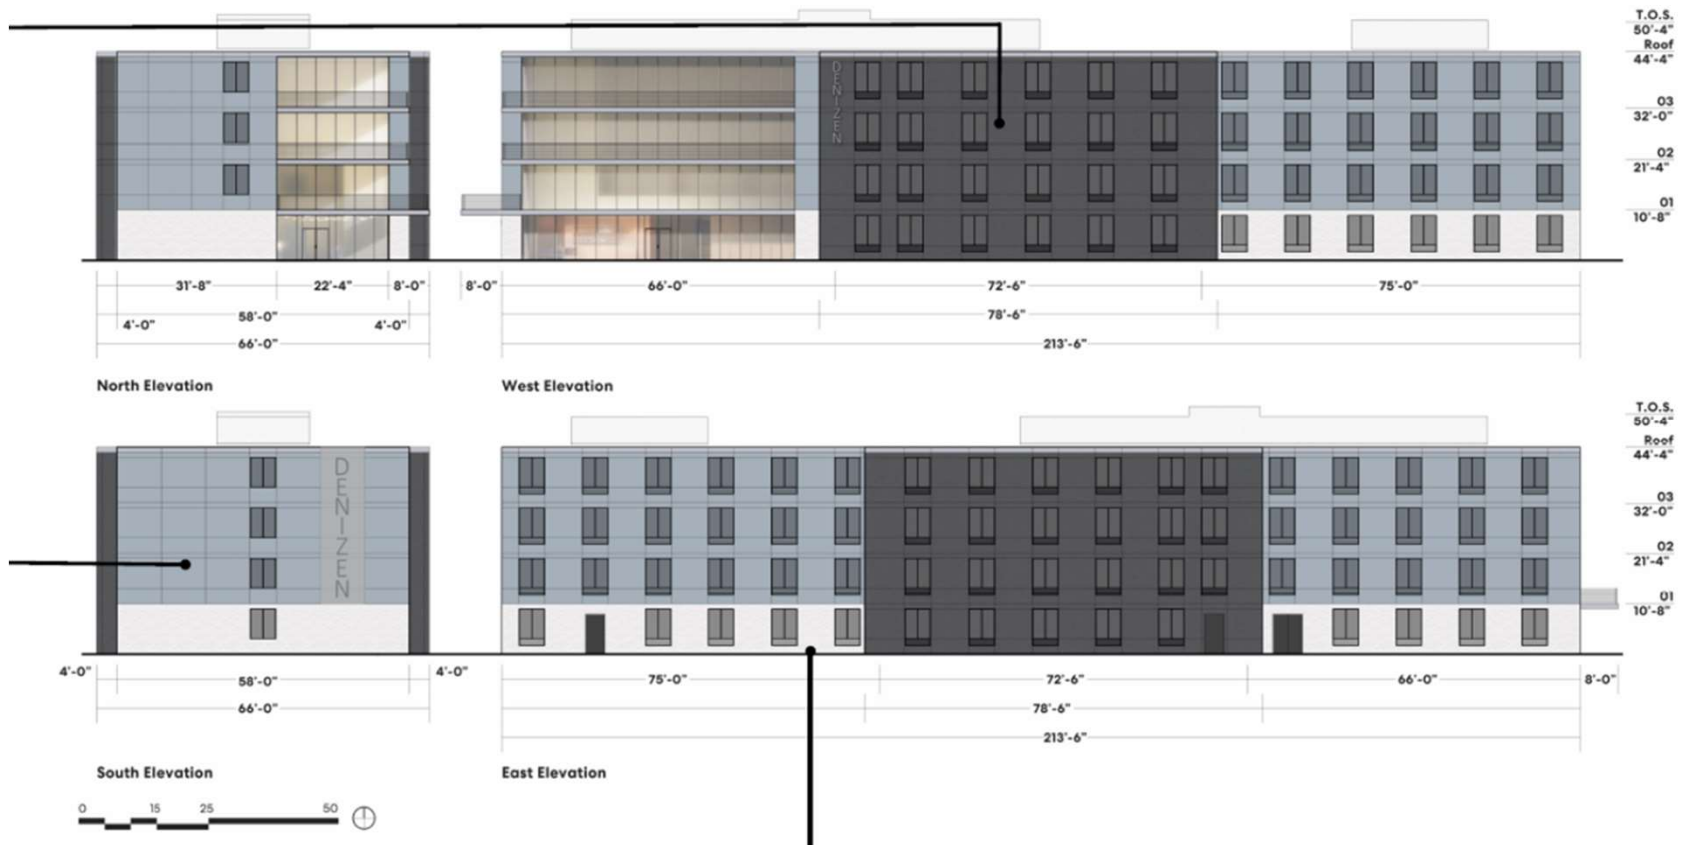 T.O.S.
50'-4"
Roof
44'-4"
DENIZEN
03
32'-0"
02
21'-4"
01
10'-8"
31'-8" 22'-4" 8'-0" 8'-0" 66'-0" 72'-6" 75'-0"
58'-0" 78'-6"
4'-0" 4'-0"
66'-0" 213'-6"
North Elevation West Elevation
T.O.S.
50'-4"
Roof
44'-4"
DENIZEN
03
32'-0"
02
21'-4"
01
10'-8"
4'-0" 58'-0" 4'-0" 75'-0" 72'-6" 66'-0" 8'-0"
66'-0" 78'-6"
213'-6"
South Elevation East Elevation
0 15 25 50